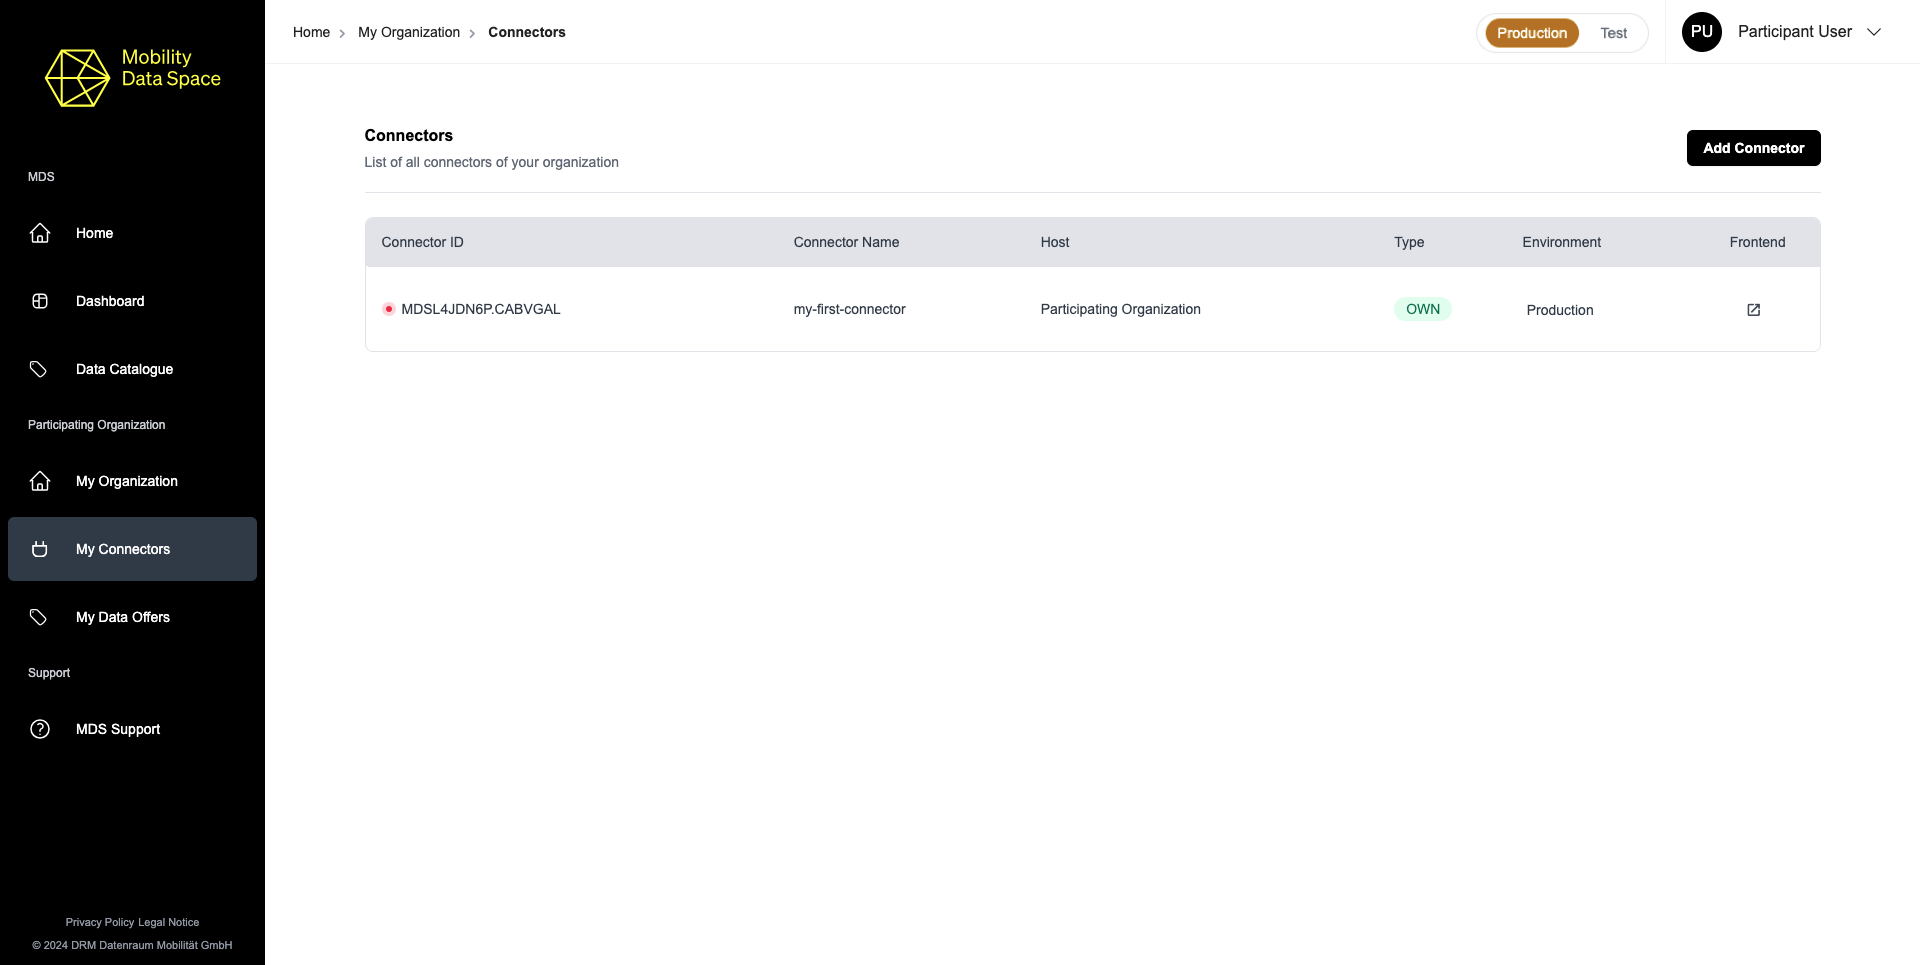 Mobility
Data Space
MDS
Home
Dashboard
Data Catalogue
Participating Organization
My Organization
My Connectors
My Data Offers
Support
MDS Support
Privacy Policy Legal Notice
© 2024 DRM Datenraum Mobilität GmbH
Home My Organization Connectors
Production Test
PU Participant User
Connectors
List of all connectors of your organization
Add Connector
Connector ID Connector Name Host Type Environment Frontend
MDSL4JDN6P.CABVGAL my-first-connector Participating Organization OWN Production